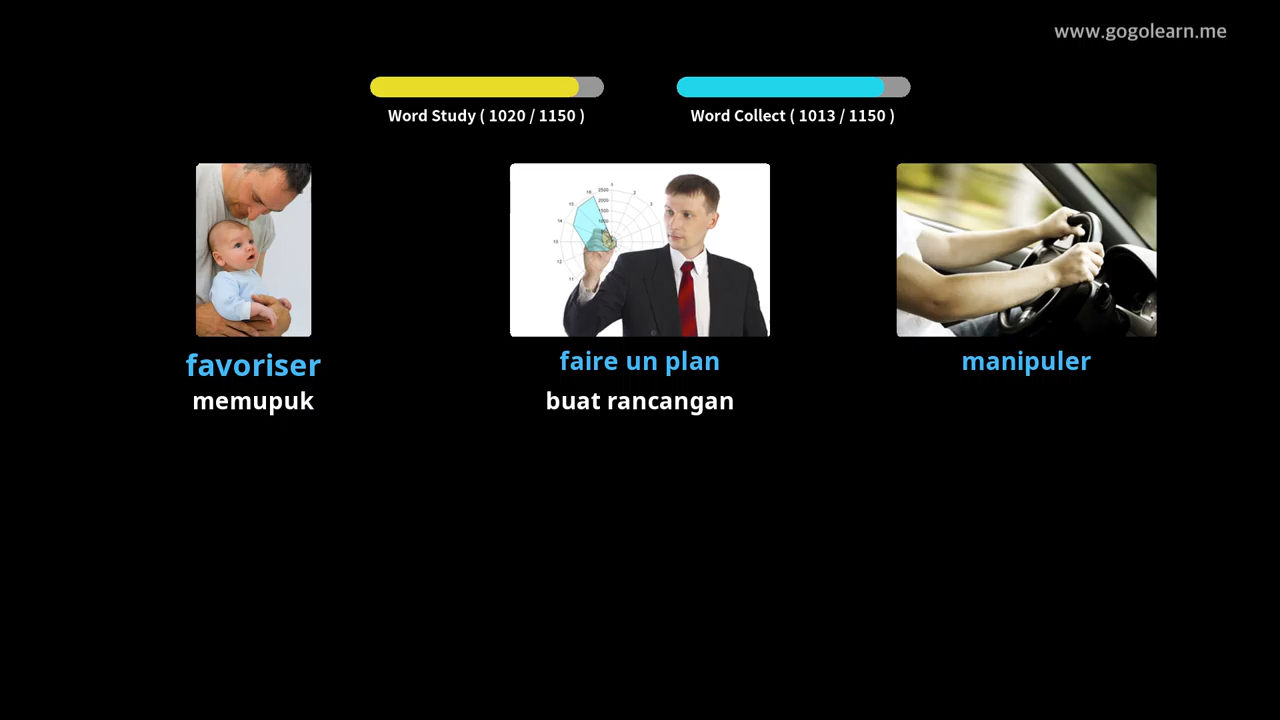 www.gogolearn.me
Word Study ( 1020 / 1150 )
Word Collect ( 1013 / 1150 )
favoriser
faire un plan
manipuler
memupuk
buat rancangan